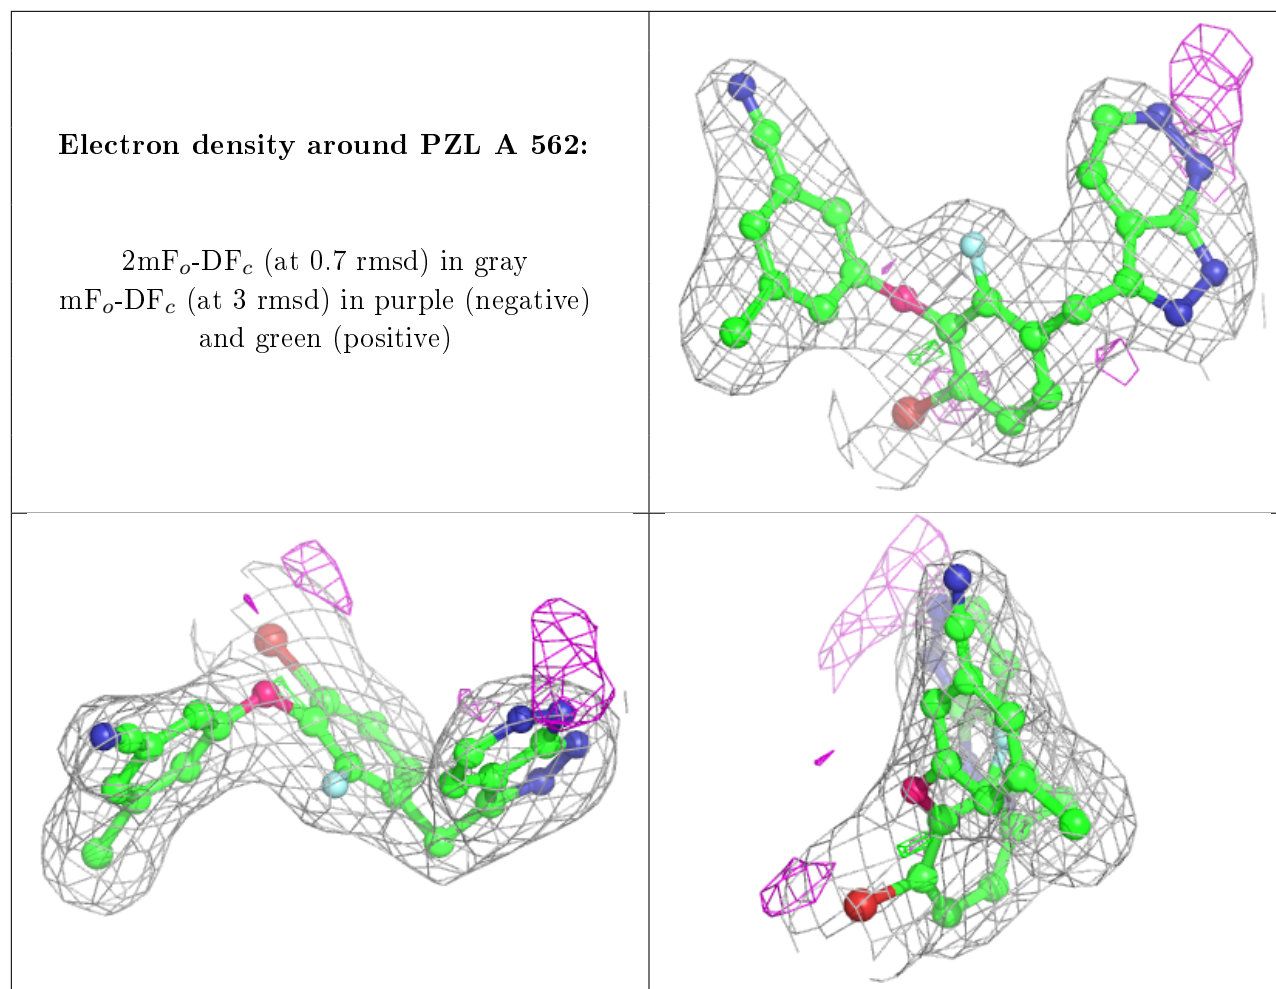 Electron density around PZL A 562:
2mFo-DFc (at 0.7 rmsd) in gray
mFo-DFc (at 3 rmsd) in purple (negative)
and green (positive)